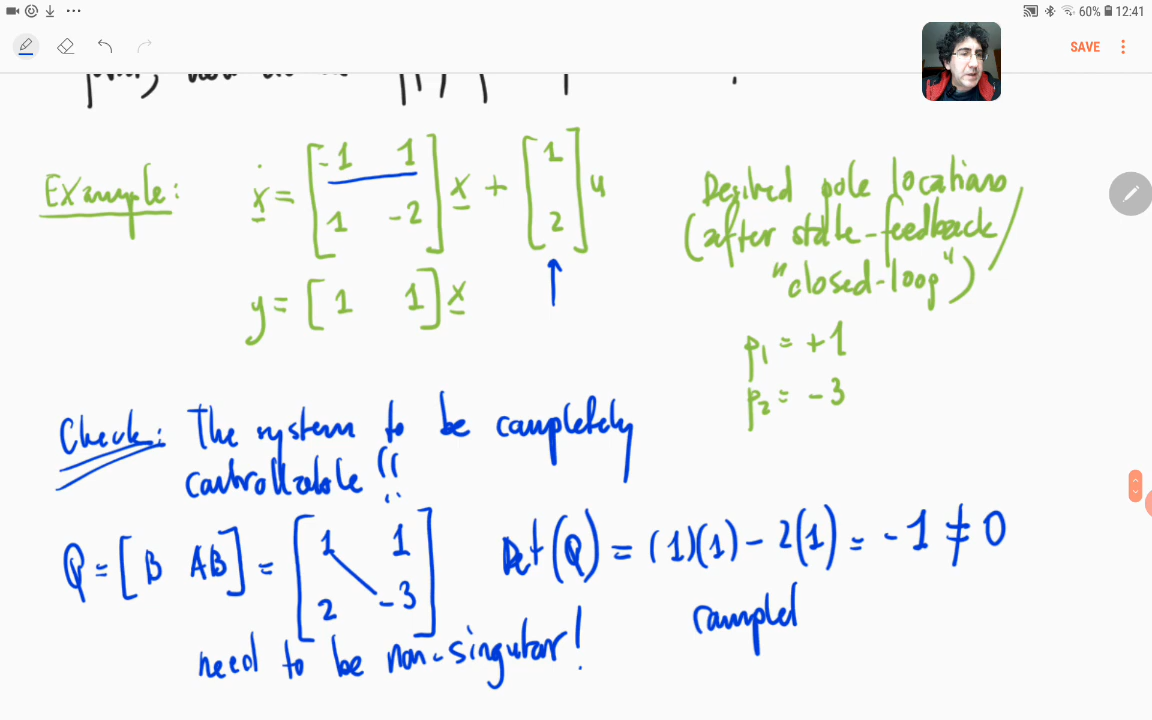 60% 12:41
SAVE
Example: ẋ = [-1 1; 1 -2] x + [1; 2] u
y = [1 1] x
Desired pole locations
(after state-feedback
"closed-loop")
p1 = +1
p2 = -3
Check: The system to be completely
controllable!!
Q = [B AB] = [1 1; 2 -3]
Det(Q) = (1)(1) - 2(1) = -1 ≠ 0
need to be non-singular!
complet